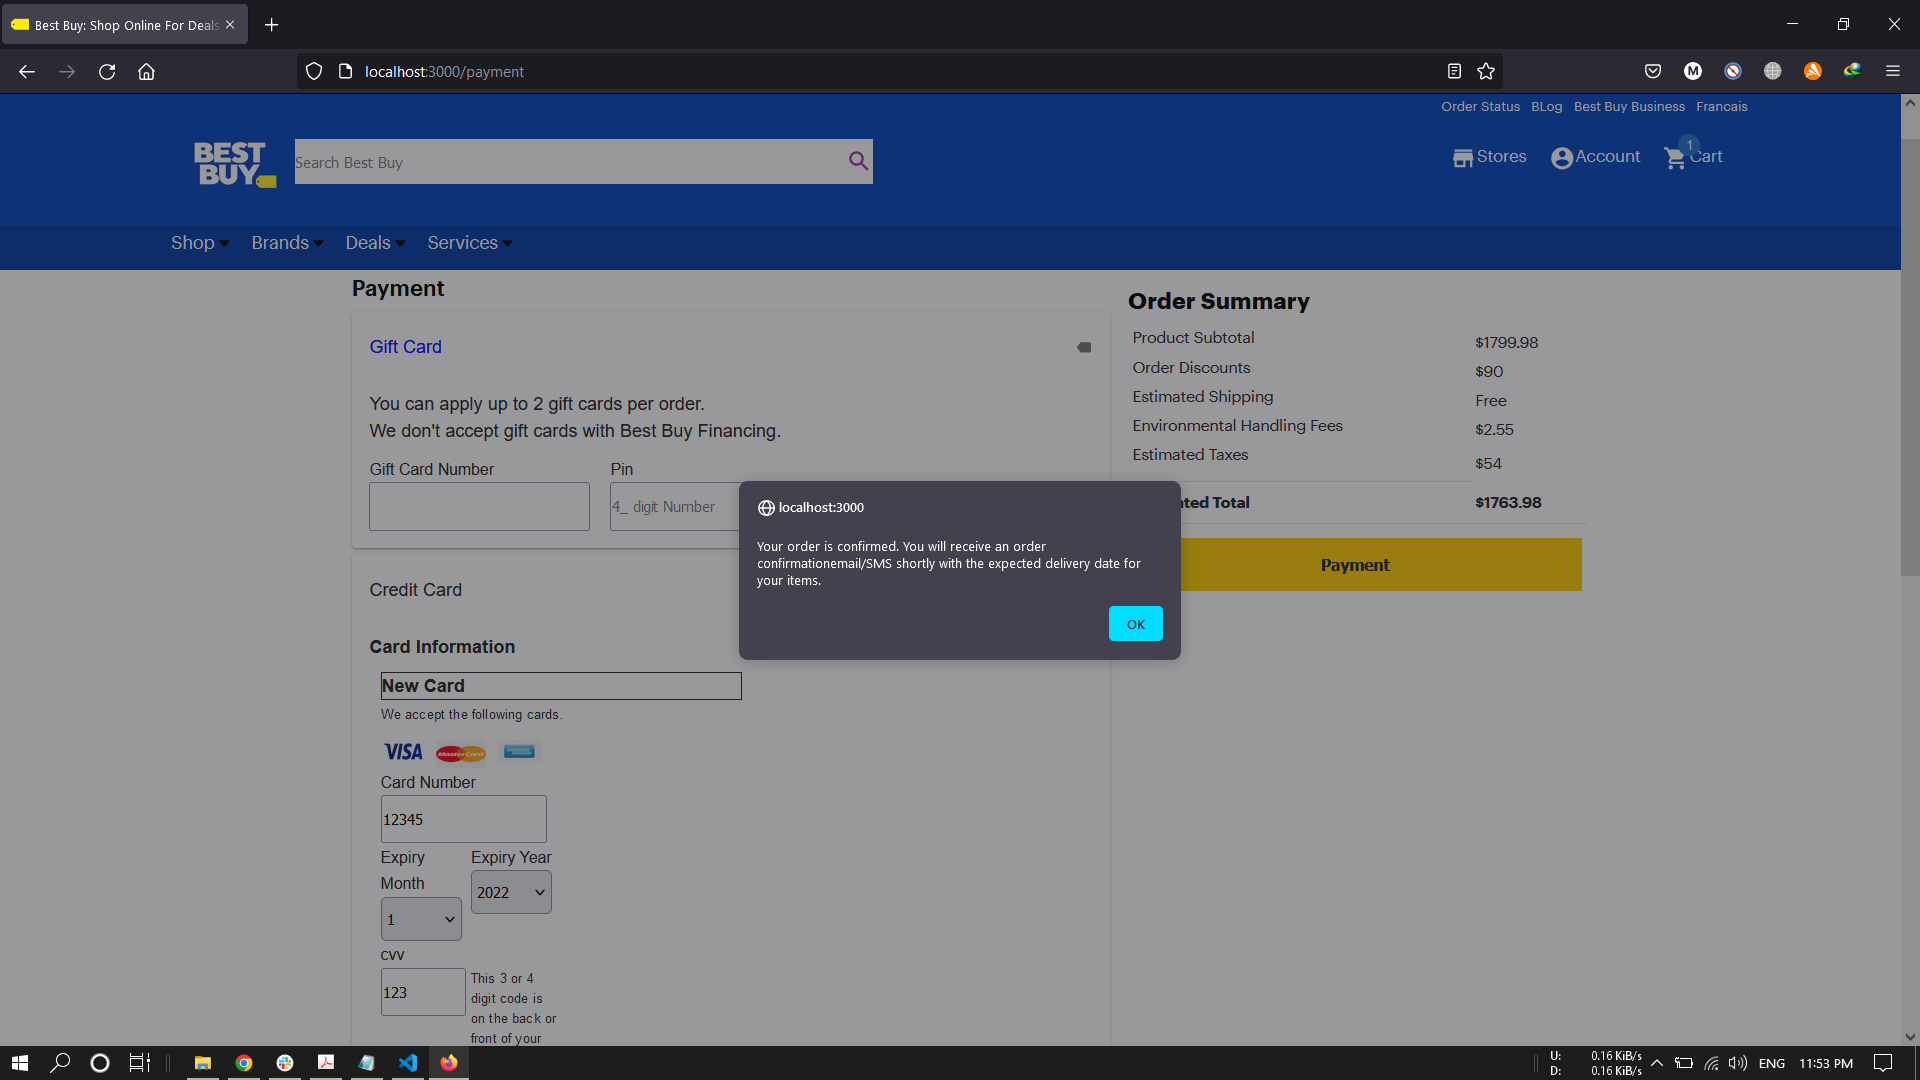 Best Buy: Shop Online For Deals
localhost:3000/payment
M
Order Status BLog Best Buy Business Francais
BEST
BUY
Search Best Buy
Stores Account 1 Cart
Shop Brands Deals Services
Payment
Gift Card
You can apply up to 2 gift cards per order.
We don't accept gift cards with Best Buy Financing.
Gift Card Number Pin
4_ digit Number
Credit Card
Card Information
New Card
We accept the following cards.
VISA MasterCard
Card Number
12345
Expiry Month Expiry Year
1 2022
cvv
123
This 3 or 4
digit code is
on the back or
front of your
Order Summary
Product Subtotal $1799.98
Order Discounts $90
Estimated Shipping Free
Environmental Handling Fees $2.55
Estimated Taxes $54
ted Total $1763.98
Payment
localhost:3000
Your order is confirmed. You will receive an order
confirmationemail/SMS shortly with the expected delivery date for
your items.
OK
U: 0.16 KiB/s
D: 0.16 KiB/s
ENG 11:53 PM